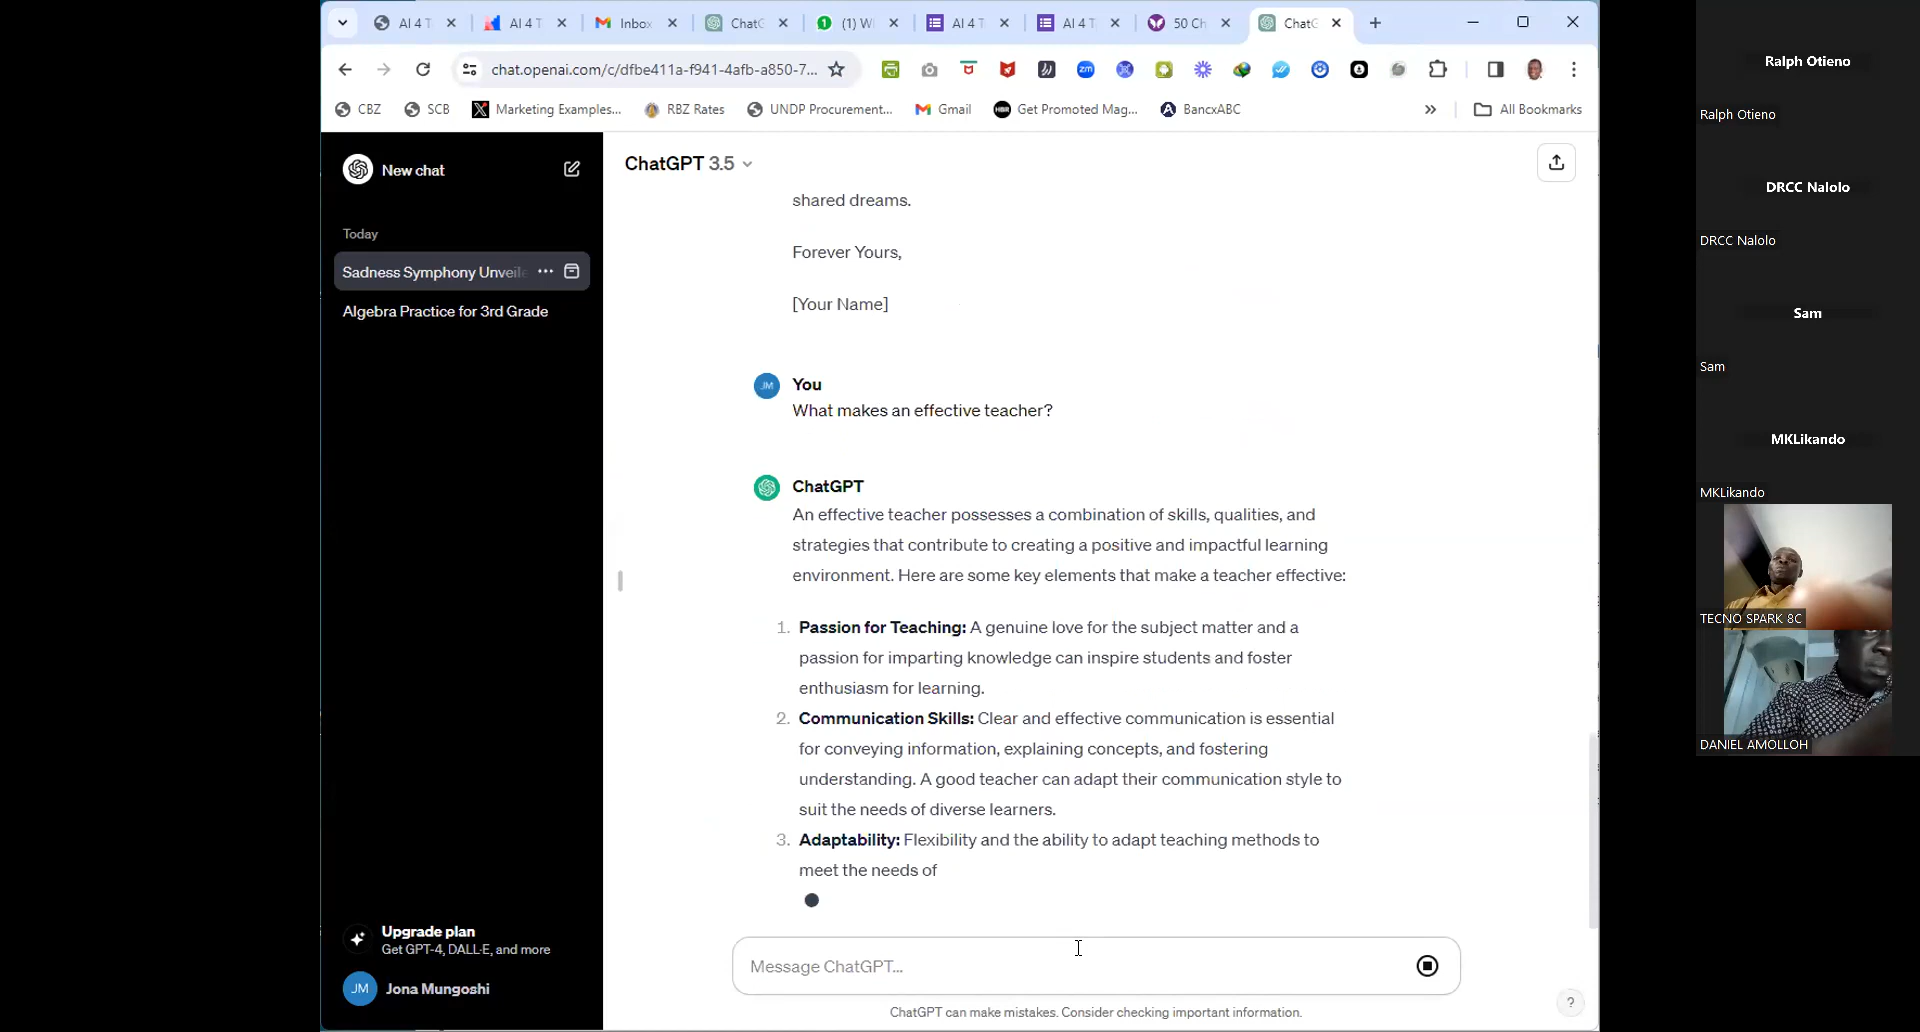 AI 4 T
AI 4 T
Inbox
ChatG
(1) W
AI 4 T
AI 4 T
50 Ch
ChatG
chat.openai.com/c/dfbe411a-f941-4afb-a850-7...
CBZ
SCB
Marketing Examples...
RBZ Rates
UNDP Procurement...
Gmail
Get Promoted Mag...
BancxABC
»
All Bookmarks
New chat
Today
Sadness Symphony Unveile
Algebra Practice for 3rd Grade
Upgrade plan
Get GPT-4, DALL·E, and more
JM
Jona Mungoshi
ChatGPT 3.5
shared dreams.
Forever Yours,
[Your Name]
JM
You
What makes an effective teacher?
ChatGPT
An effective teacher possesses a combination of skills, qualities, and
strategies that contribute to creating a positive and impactful learning
environment. Here are some key elements that make a teacher effective:
1. Passion for Teaching: A genuine love for the subject matter and a
passion for imparting knowledge can inspire students and foster
enthusiasm for learning.
2. Communication Skills: Clear and effective communication is essential
for conveying information, explaining concepts, and fostering
understanding. A good teacher can adapt their communication style to
suit the needs of diverse learners.
3. Adaptability: Flexibility and the ability to adapt teaching methods to
meet the needs of
Message ChatGPT...
ChatGPT can make mistakes. Consider checking important information.
?
Ralph Otieno
Ralph Otieno
DRCC Nalolo
DRCC Nalolo
Sam
Sam
MKLikando
MKLikando
TECNO SPARK 8C
DANIEL AMOLLOH